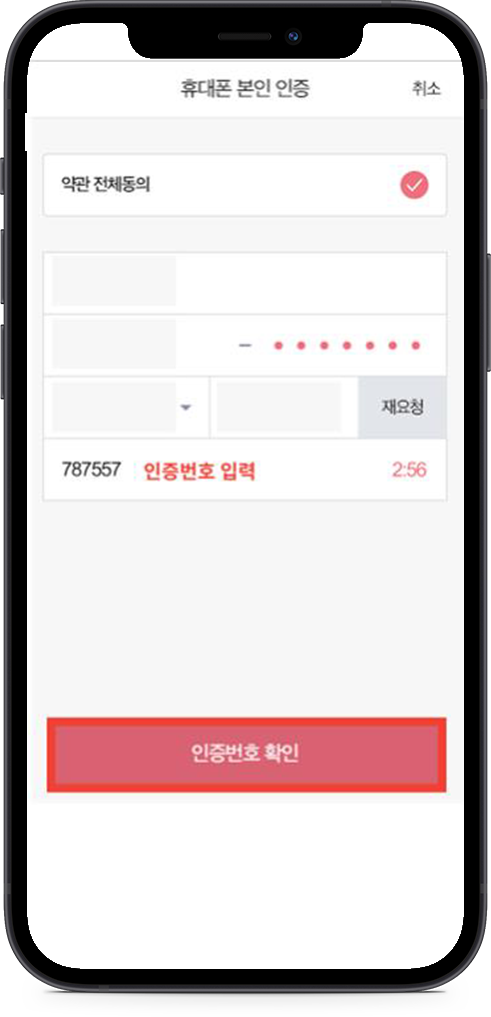 휴대폰 본인 인증 취소
약관 전체동의
– ●●●●●●●
재요청
787557 인증번호 입력 2:56
인증번호 확인